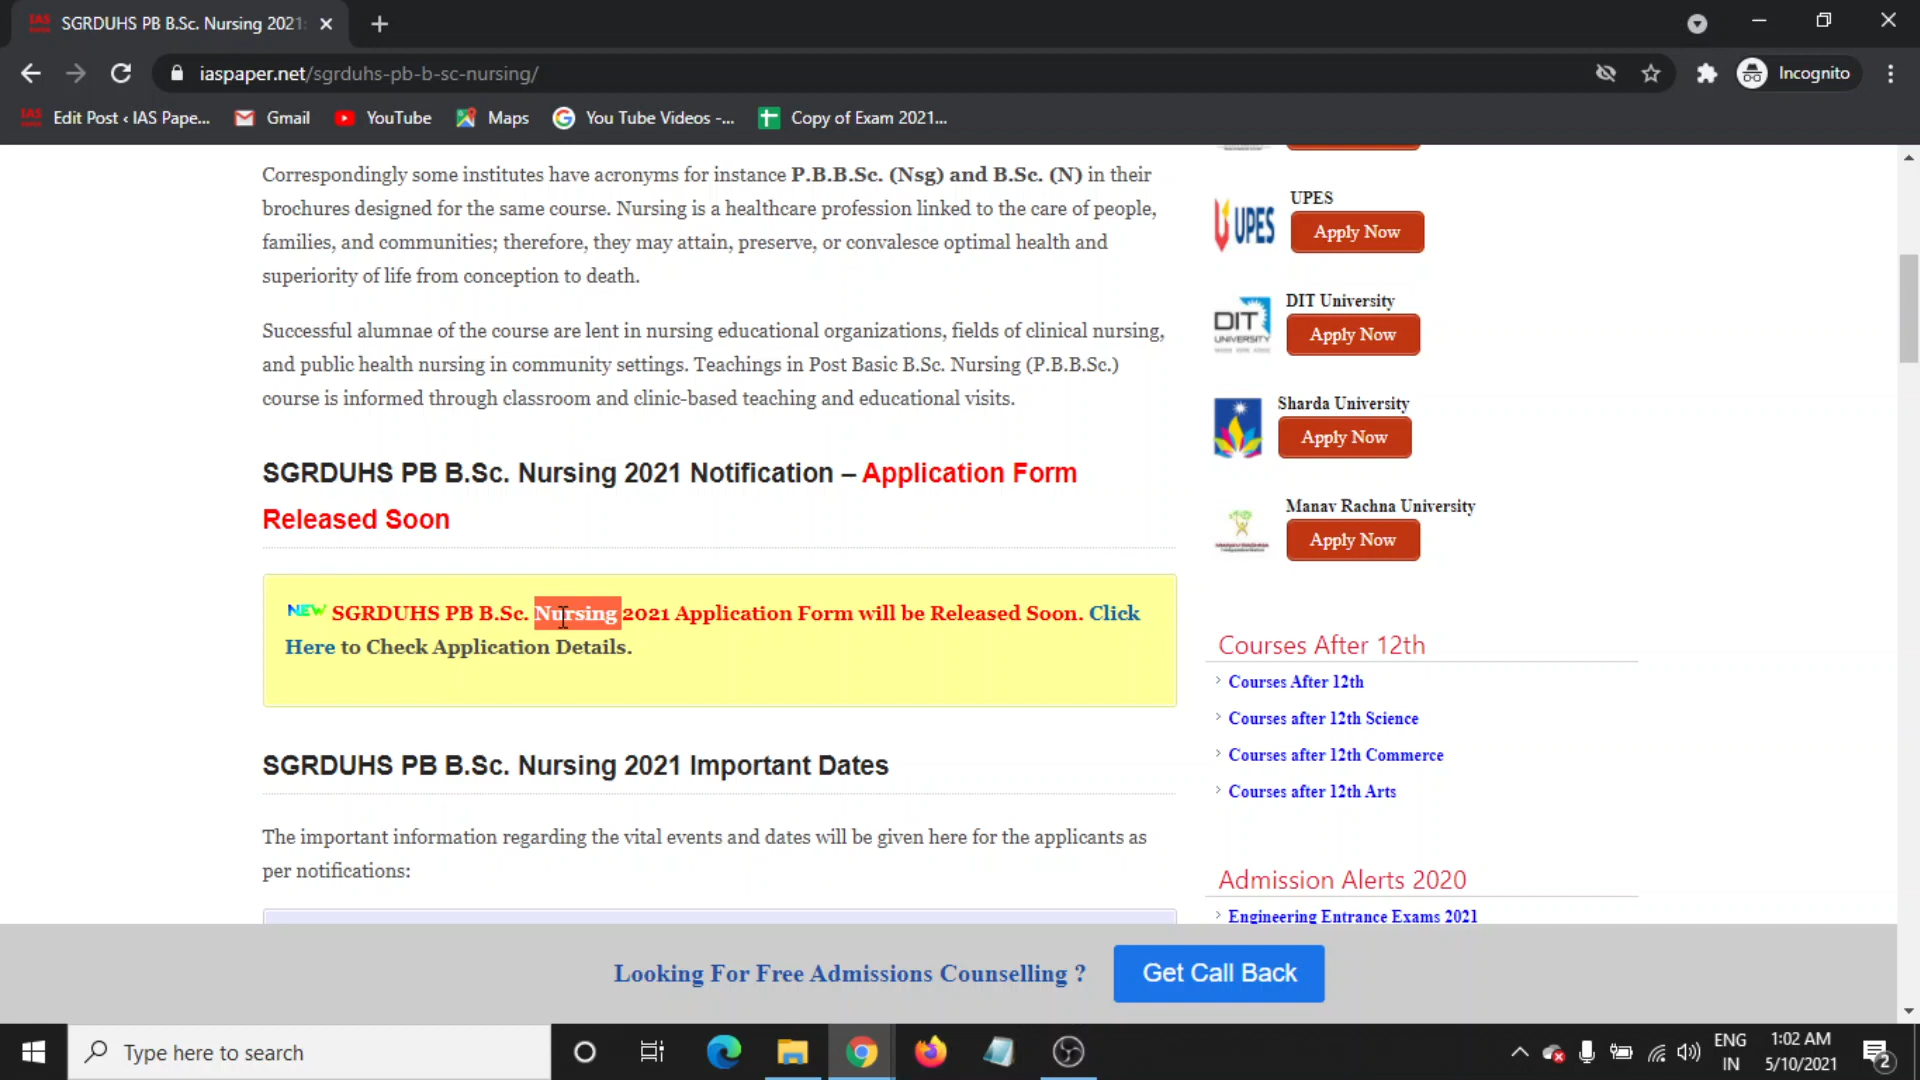 SGRDUHS PB B.Sc. Nursing 2021
iaspaper.net/sgrduhs-pb-b-sc-nursing/
Incognito
Edit Post ‹ IAS Pape...
Gmail
YouTube
Maps
You Tube Videos -...
Copy of Exam 2021...
Correspondingly some institutes have acronyms for instance P.B.B.Sc. (Nsg) and B.Sc. (N) in their
brochures designed for the same course. Nursing is a healthcare profession linked to the care of people,
families, and communities; therefore, they may attain, preserve, or convalesce optimal health and
superiority of life from conception to death.
Successful alumnae of the course are lent in nursing educational organizations, fields of clinical nursing,
and public health nursing in community settings. Teachings in Post Basic B.Sc. Nursing (P.B.B.Sc.)
course is informed through classroom and clinic-based teaching and educational visits.
SGRDUHS PB B.Sc. Nursing 2021 Notification – Application Form
Released Soon
NEW SGRDUHS PB B.Sc. Nursing 2021 Application Form will be Released Soon. Click
Here to Check Application Details.
SGRDUHS PB B.Sc. Nursing 2021 Important Dates
The important information regarding the vital events and dates will be given here for the applicants as
per notifications:
UPES
UPES
Apply Now
DIT University
DIT
UNIVERSITY
Apply Now
Sharda University
Apply Now
Manav Rachna University
Apply Now
Courses After 12th
Courses After 12th
Courses after 12th Science
Courses after 12th Commerce
Courses after 12th Arts
Admission Alerts 2020
Engineering Entrance Exams 2021
Looking For Free Admissions Counselling ?
Get Call Back
Type here to search
ENG
IN
1:02 AM
5/10/2021
2